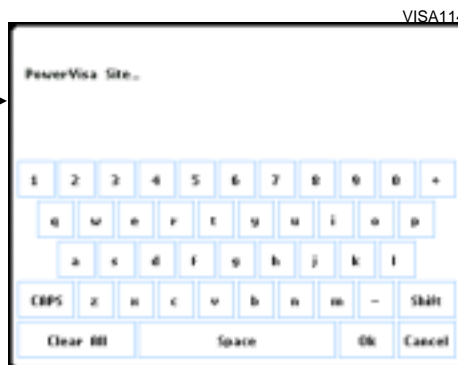 VISA114
PowerVisa Site_
1 2 3 4 5 6 7 8 9 0 +
q w e r t y u i o p
a s d f g h j k l
CAPS z x c v b n m - Shift
Clear All Space Ok Cancel